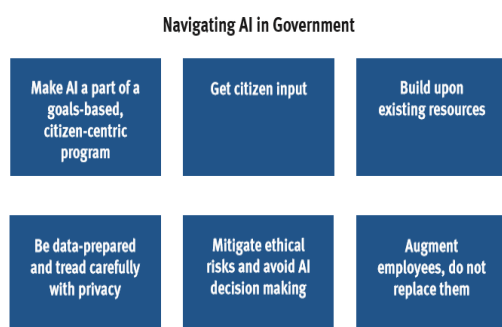 Navigating AI in Government
Make AI a part of a
goals-based,
citizen-centric
program
Get citizen input
Build upon
existing resources
Be data-prepared
and tread carefully
with privacy
Mitigate ethical
risks and avoid AI
decision making
Augment
employees, do not
replace them